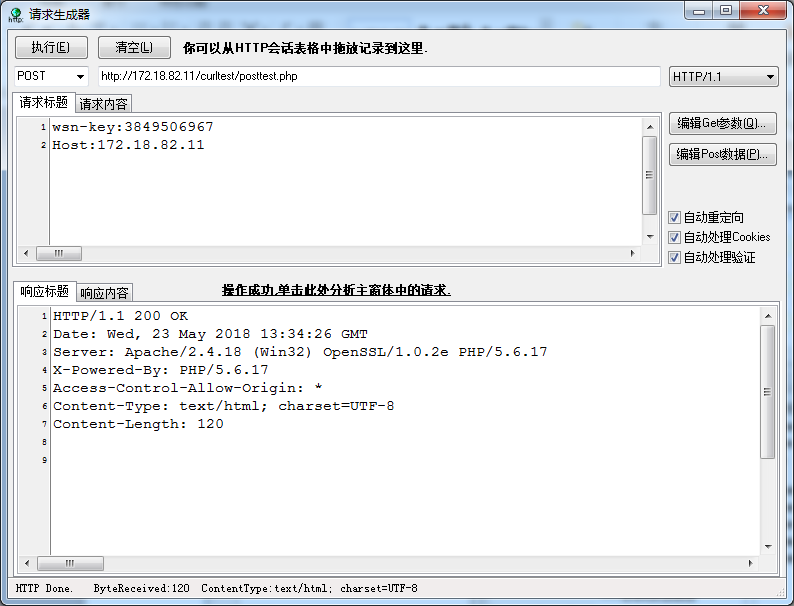 http:
请求生成器
执行(E)
清空(L)
你可以从HTTP会话表格中拖放记录到这里.
POST
http://172.18.82.11/curltest/posttest.php
HTTP/1.1
请求标题
请求内容
编辑Get参数(Q)...
编辑Post数据(P)...
1 wsn-key:3849506967
2 Host:172.18.82.11
自动重定向
自动处理Cookies
自动处理验证
响应标题
响应内容
操作成功,单击此处分析主窗体中的请求.
1 HTTP/1.1 200 OK
2 Date: Wed, 23 May 2018 13:34:26 GMT
3 Server: Apache/2.4.18 (Win32) OpenSSL/1.0.2e PHP/5.6.17
4 X-Powered-By: PHP/5.6.17
5 Access-Control-Allow-Origin: *
6 Content-Type: text/html; charset=UTF-8
7 Content-Length: 120
8
9
HTTP Done. ByteReceived:120 ContentType:text/html; charset=UTF-8